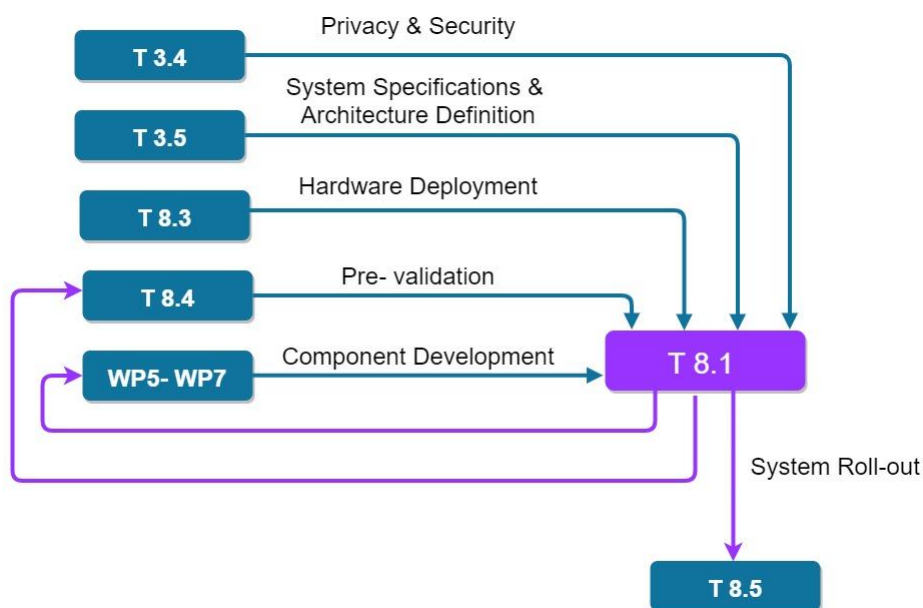 Privacy & Security
T 3.4
System Specifications &
Architecture Definition
T 3.5
Hardware Deployment
T 8.3
Pre- validation
T 8.4
Component Development
WP5- WP7
T 8.1
System Roll-out
T 8.5